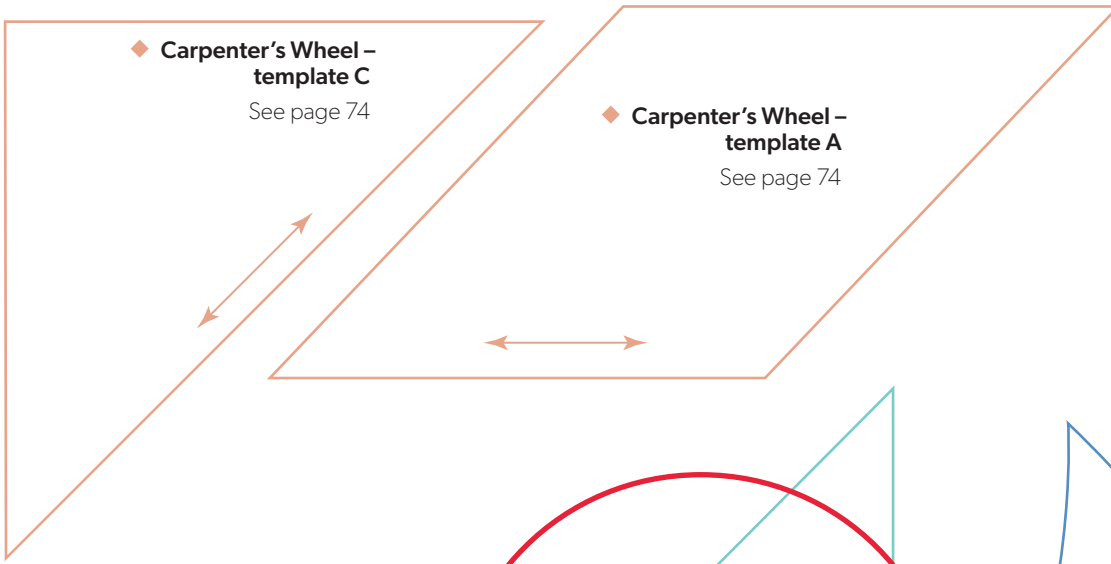 Carpenter’s Wheel –
template C
See page 74
Carpenter’s Wheel –
template A
See page 74